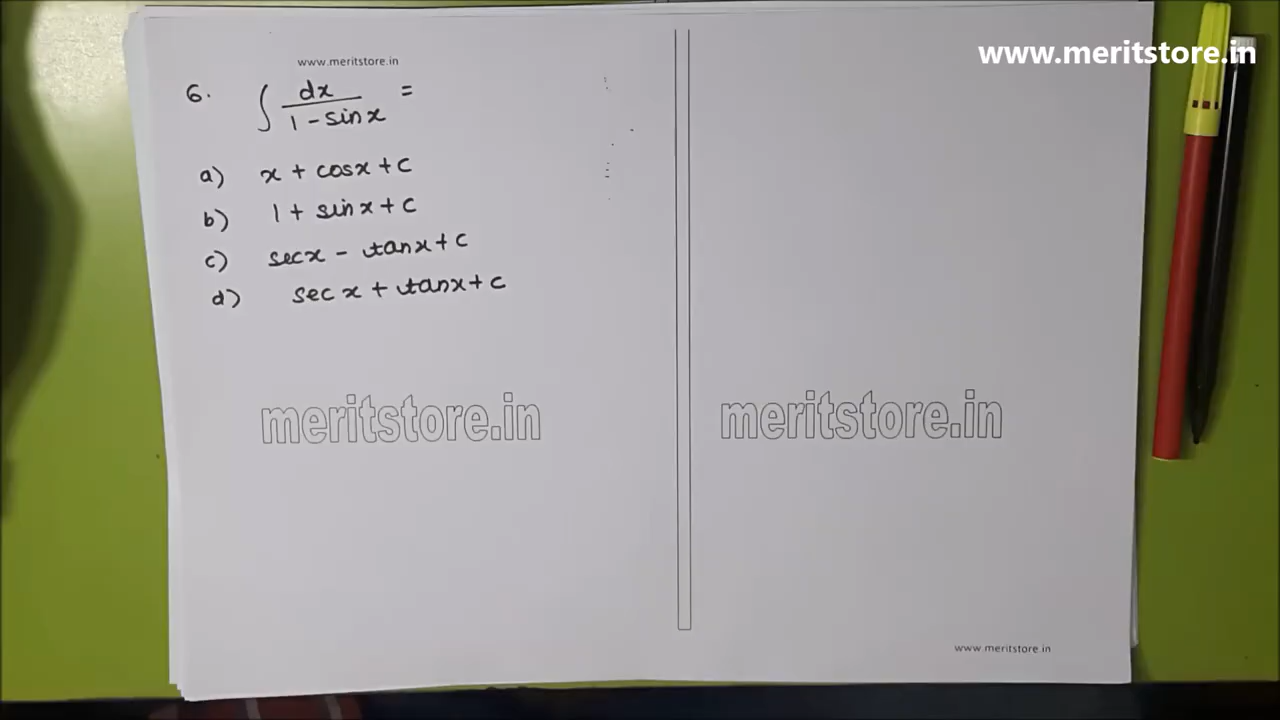 www.meritstore.in
www.meritstore.in
6. ∫ dx / (1 - sin x) =
a) x + cosx + c
b) 1 + sin x + c
c) sec x - tan x + c
d) sec x + tan x + c
meritstore.in
meritstore.in
www.meritstore.in